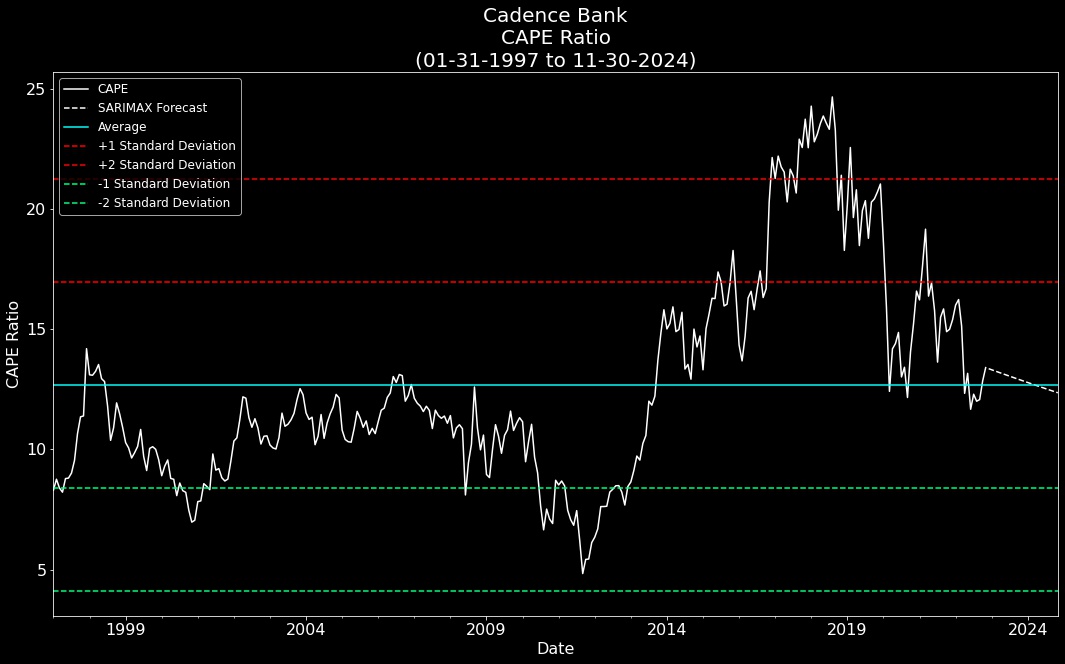 Cadence Bank
CAPE Ratio
(01-31-1997 to 11-30-2024)
CAPE
SARIMAX Forecast
Average
+1 Standard Deviation
+2 Standard Deviation
-1 Standard Deviation
-2 Standard Deviation
25
20
15
10
5
CAPE Ratio
1999
2004
2009
2014
2019
2024
Date